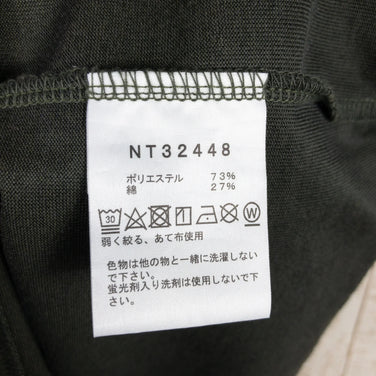 NT32448
ポリエステル 73%
綿 27%
30 W
弱く絞る、あて布使用
色物は他の物と一緒に洗濯しない
で下さい。
蛍光剤入り洗剤は使用しないで下
さい。